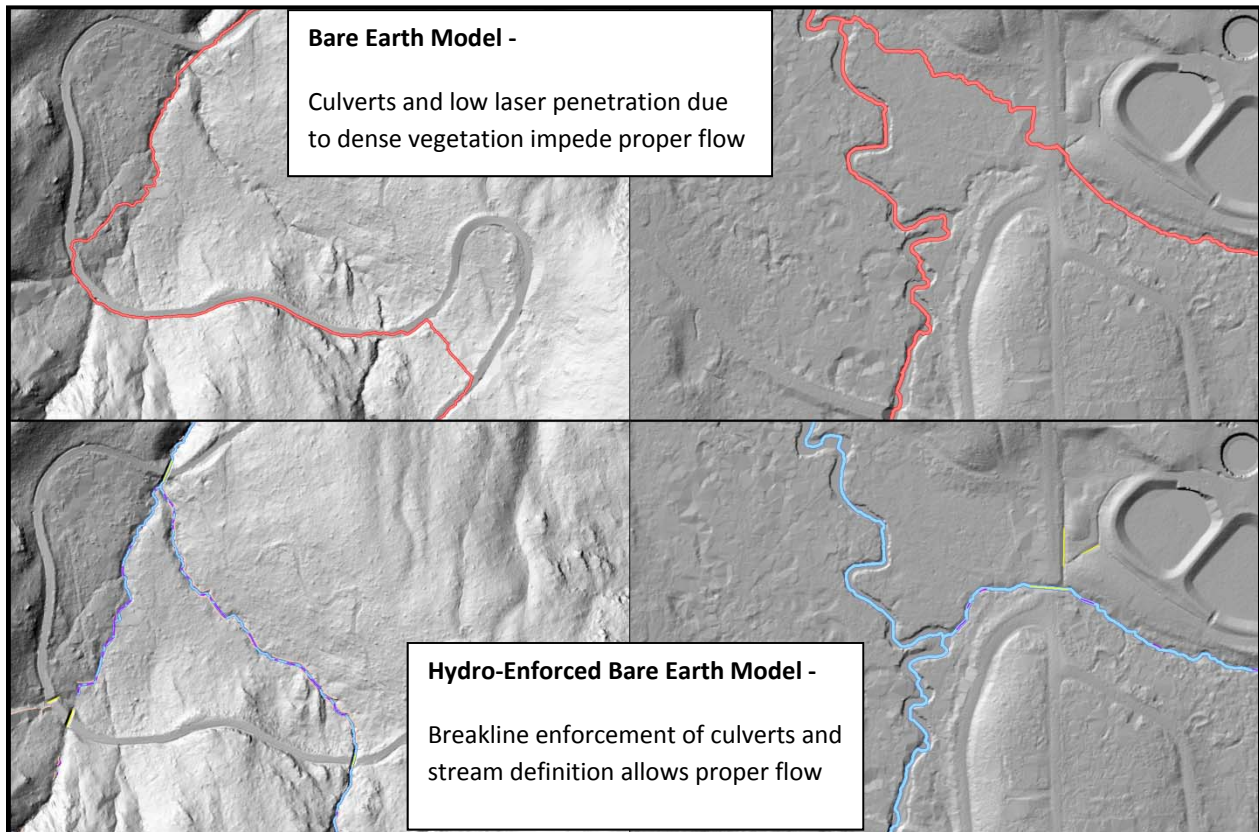 Bare Earth Model -
Culverts and low laser penetration due
to dense vegetation impede proper flow
Hydro-Enforced Bare Earth Model -
Breakline enforcement of culverts and
stream definition allows proper flow